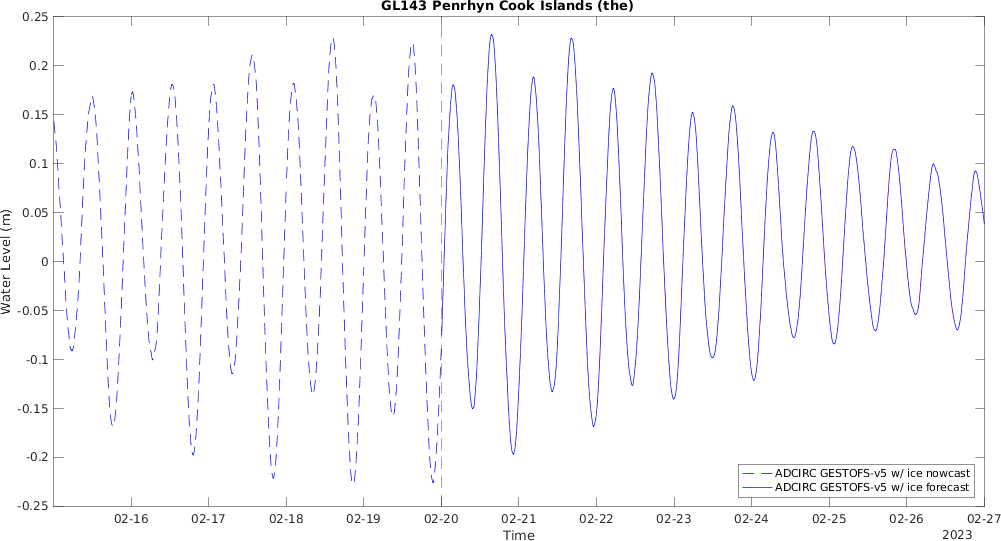 GL143 Penrhyn Cook Islands (the)
0.25
0.2
0.15
0.1
0.05
0
-0.05
-0.1
-0.15
-0.2
-0.25
Water Level (m)
ADCIRC GESTOFS-v5 w/ ice nowcast
ADCIRC GESTOFS-v5 w/ ice forecast
02-16 02-17 02-18 02-19 02-20 02-21 02-22 02-23 02-24 02-25 02-26 02-27
Time
2023